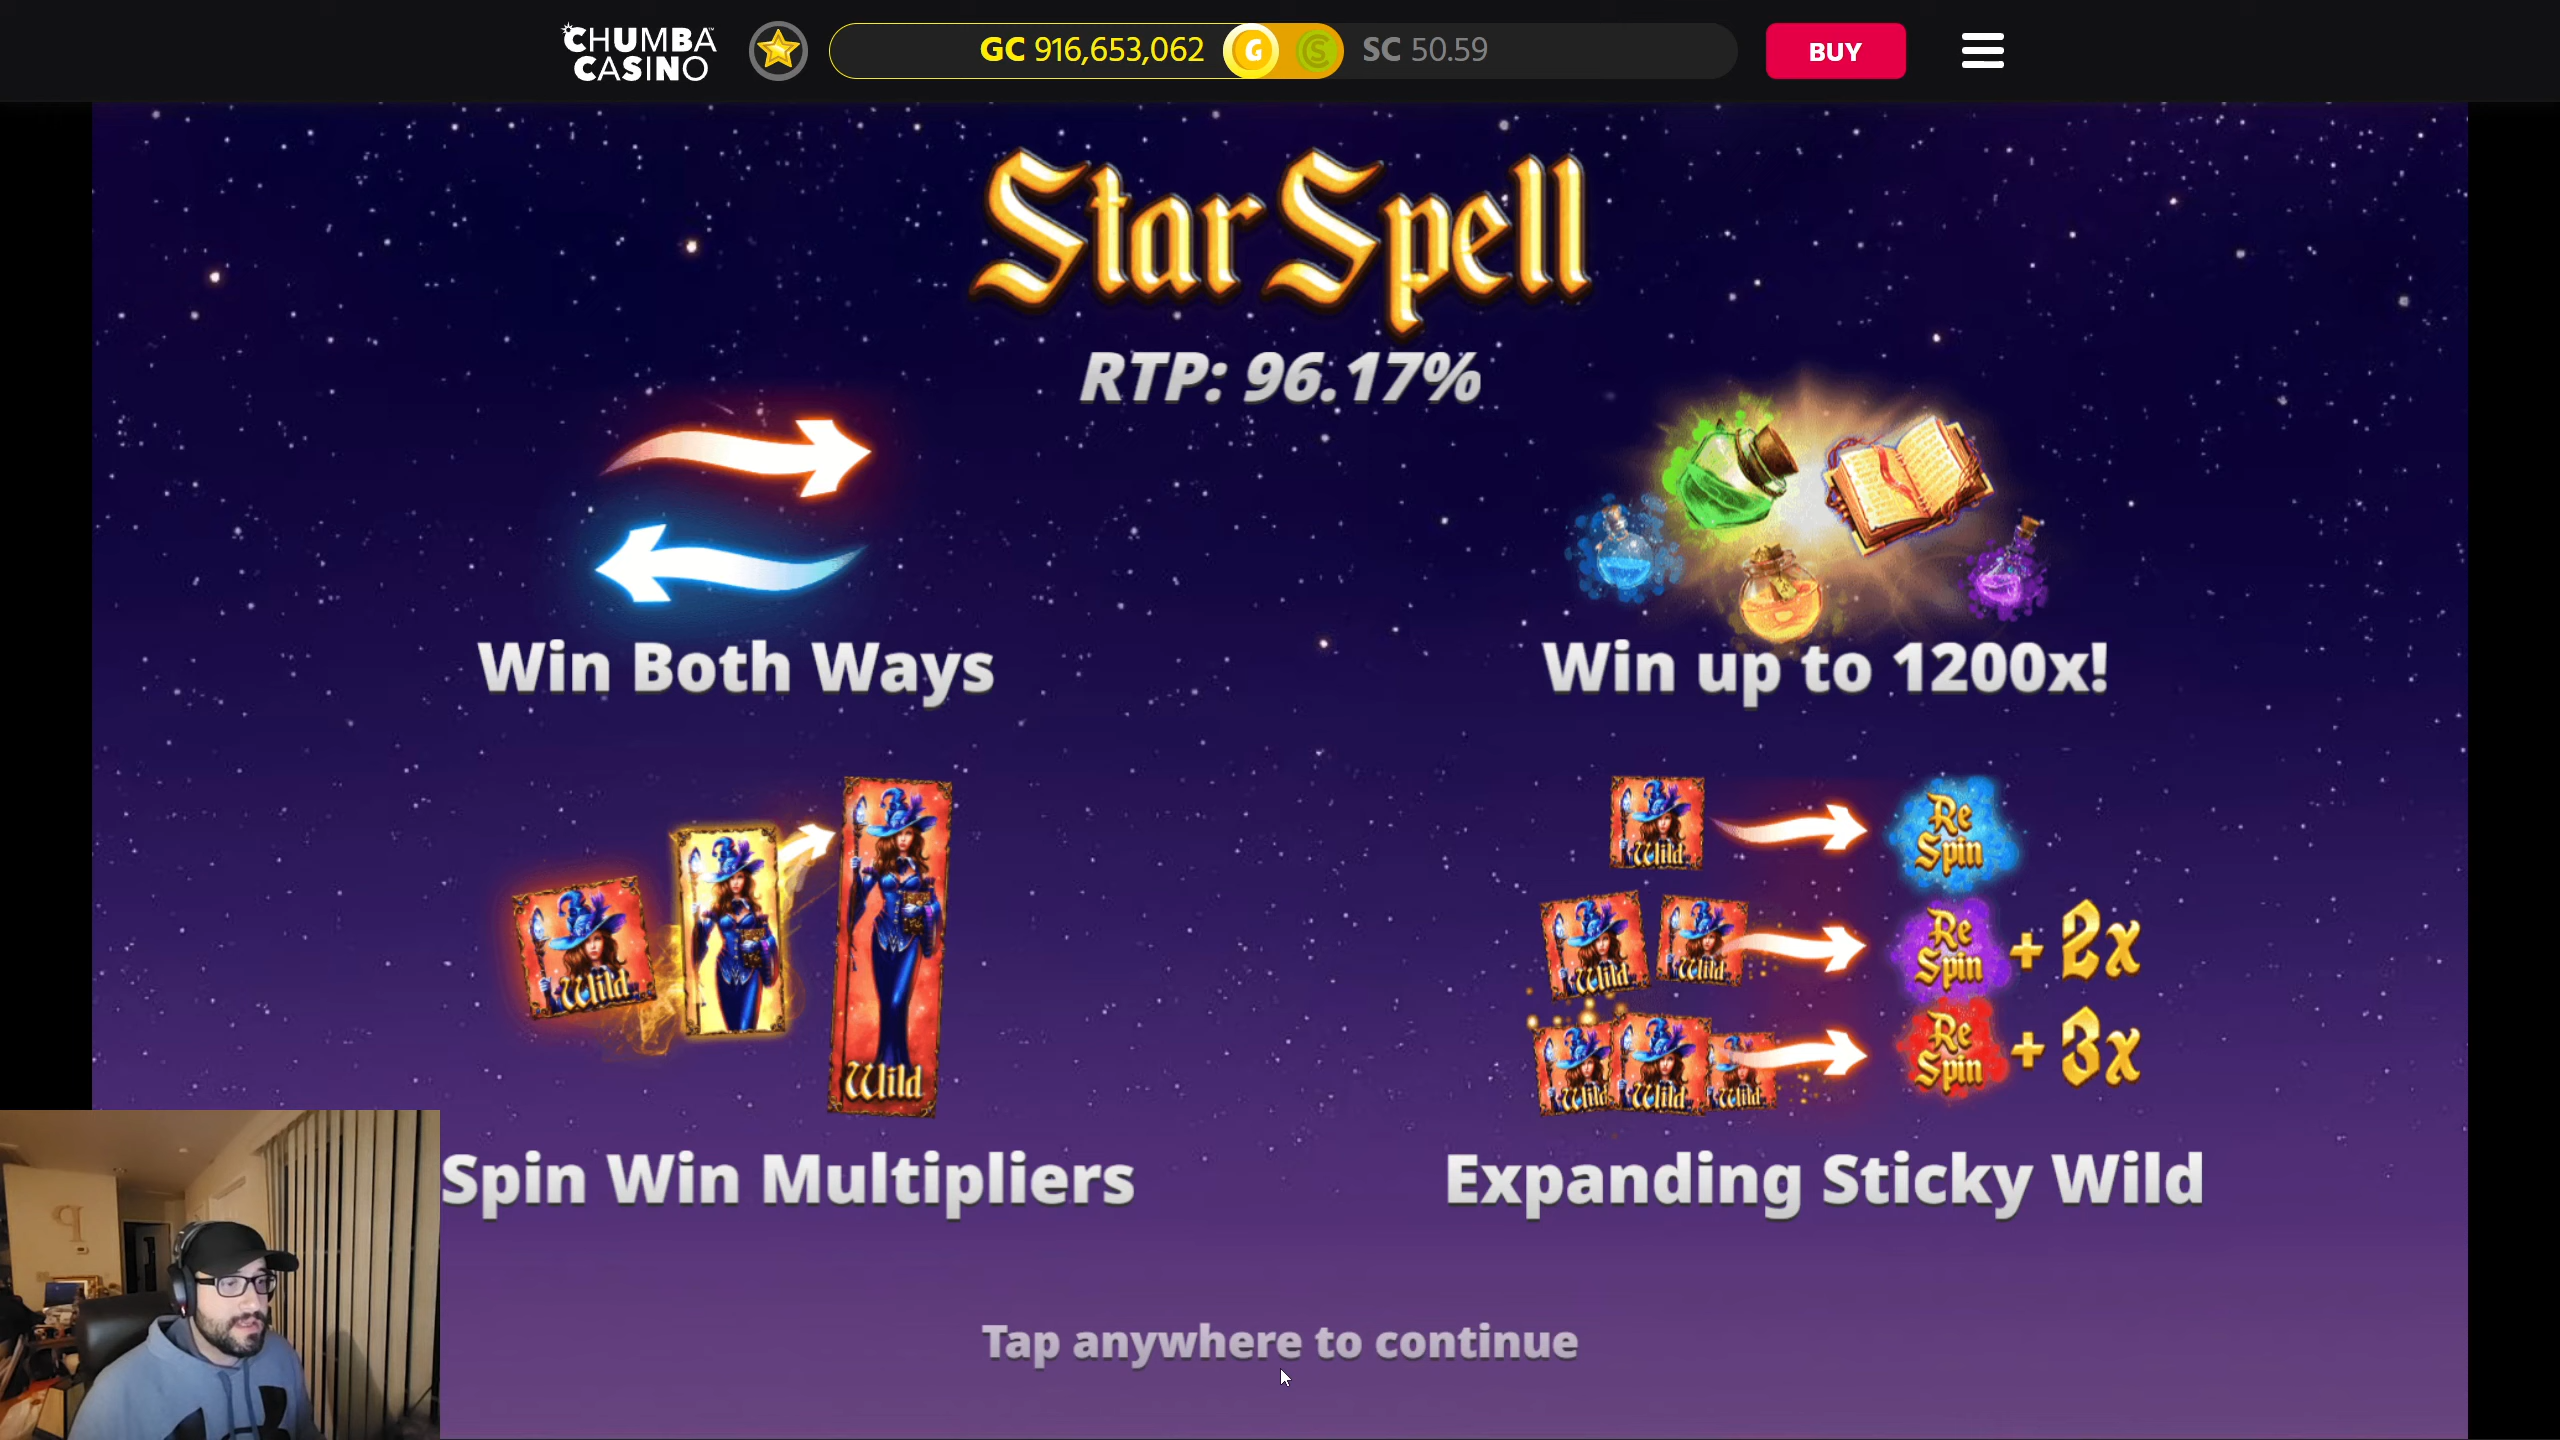 CHUMBA
CASINO
GC 916,653,062
G
S
SC 50.59
BUY
Star Spell
RTP: 96.17%
Win Both Ways
Win up to 1200x!
Wild
Wild
Re
Spin
Wild
Wild
Re
Spin
+ 2x
Wild
Wild
Wild
Re
Spin
+ 3x
Wild
Spin Win Multipliers
Expanding Sticky Wild
Tap anywhere to continue